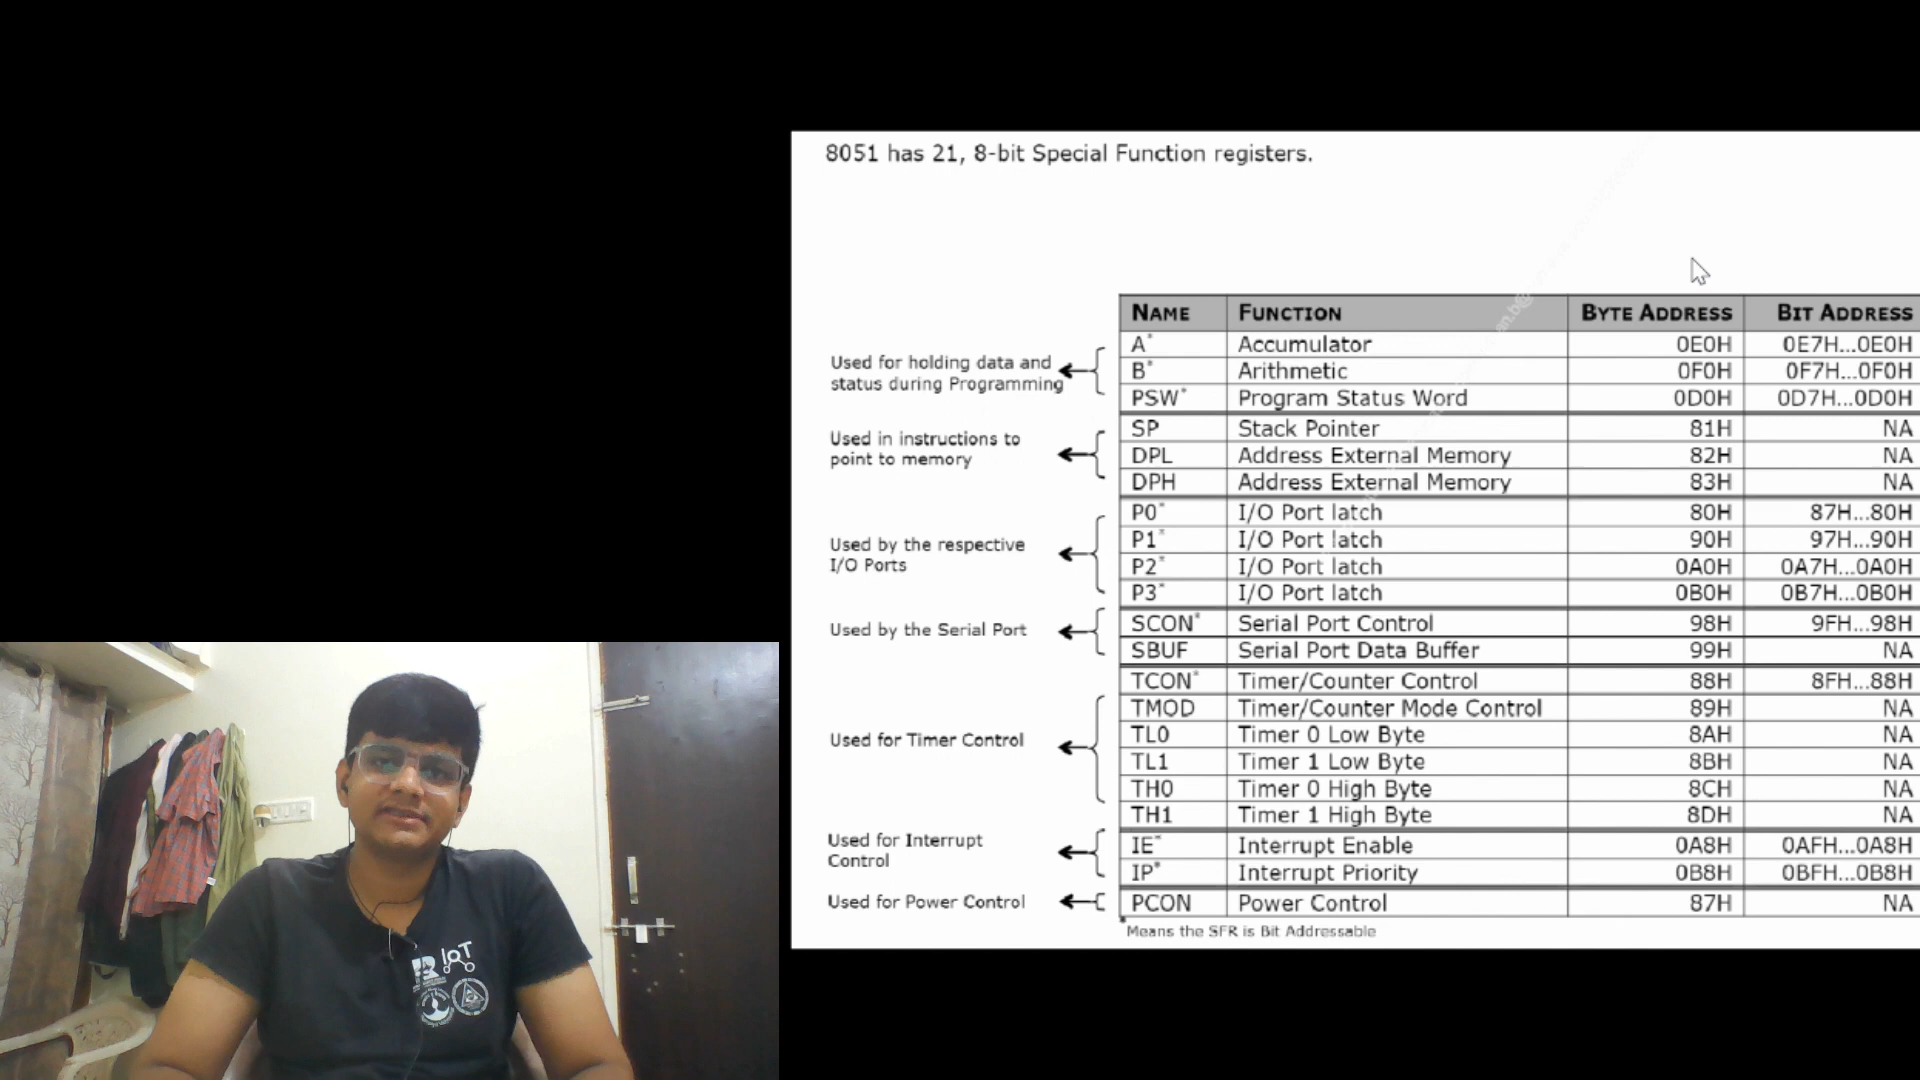 8051 has 21, 8-bit Special Function registers.
NAME FUNCTION BYTE ADDRESS BIT ADDRESS
Used for holding data and
status during Programming
A* Accumulator 0E0H 0E7H...0E0H
B* Arithmetic 0F0H 0F7H...0F0H
PSW* Program Status Word 0D0H 0D7H...0D0H
Used in instructions to
point to memory
SP Stack Pointer 81H NA
DPL Address External Memory 82H NA
DPH Address External Memory 83H NA
Used by the respective
I/O Ports
P0* I/O Port latch 80H 87H...80H
P1* I/O Port latch 90H 97H...90H
P2* I/O Port latch 0A0H 0A7H...0A0H
P3* I/O Port latch 0B0H 0B7H...0B0H
Used by the Serial Port
SCON* Serial Port Control 98H 9FH...98H
SBUF Serial Port Data Buffer 99H NA
Used for Timer Control
TCON* Timer/Counter Control 88H 8FH...88H
TMOD Timer/Counter Mode Control 89H NA
TL0 Timer 0 Low Byte 8AH NA
TL1 Timer 1 Low Byte 8BH NA
TH0 Timer 0 High Byte 8CH NA
TH1 Timer 1 High Byte 8DH NA
Used for Interrupt
Control
IE* Interrupt Enable 0A8H 0AFH...0A8H
IP* Interrupt Priority 0B8H 0BFH...0B8H
Used for Power Control
PCON Power Control 87H NA
*Means the SFR is Bit Addressable
IoT